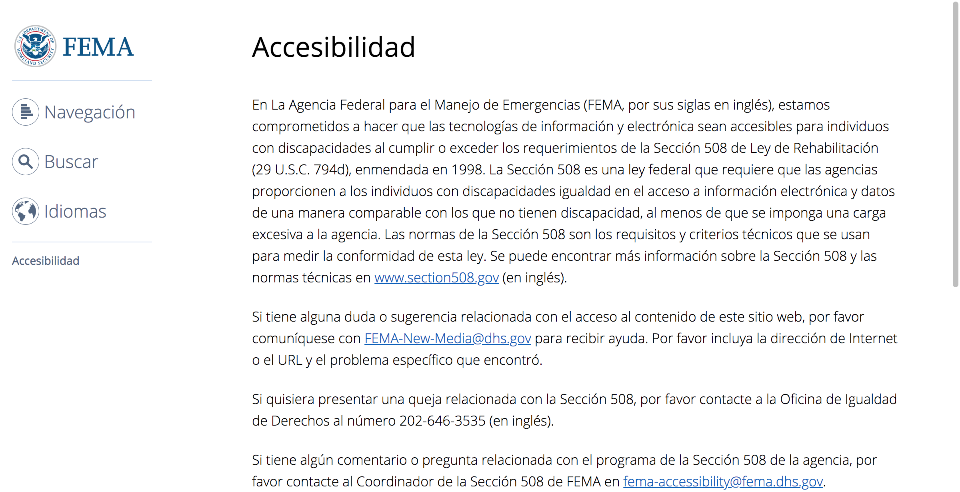 FEMA
Navegación
Buscar
Idiomas
Accesibilidad
Accesibilidad
En La Agencia Federal para el Manejo de Emergencias (FEMA, por sus siglas en inglés), estamos
comprometidos a hacer que las tecnologías de información y electrónica sean accesibles para individuos
con discapacidades al cumplir o exceder los requerimientos de la Sección 508 de Ley de Rehabilitación
(29 U.S.C. 794d), enmendada en 1998. La Sección 508 es una ley federal que requiere que las agencias
proporcionen a los individuos con discapacidades igualdad en el acceso a información electrónica y datos
de una manera comparable con los que no tienen discapacidad, al menos de que se imponga una carga
excesiva a la agencia. Las normas de la Sección 508 son los requisitos y criterios técnicos que se usan
para medir la conformidad de esta ley. Se puede encontrar más información sobre la Sección 508 y las
normas técnicas en www.section508.gov (en inglés).
Si tiene alguna duda o sugerencia relacionada con el acceso al contenido de este sitio web, por favor
comuníquese con FEMA-New-Media@dhs.gov para recibir ayuda. Por favor incluya la dirección de Internet
o el URL y el problema específico que encontró.
Si quisiera presentar una queja relacionada con la Sección 508, por favor contacte a la Oficina de Igualdad
de Derechos al número 202-646-3535 (en inglés).
Si tiene algún comentario o pregunta relacionada con el programa de la Sección 508 de la agencia, por
favor contacte al Coordinador de la Sección 508 de FEMA en fema-accessibility@fema.dhs.gov.